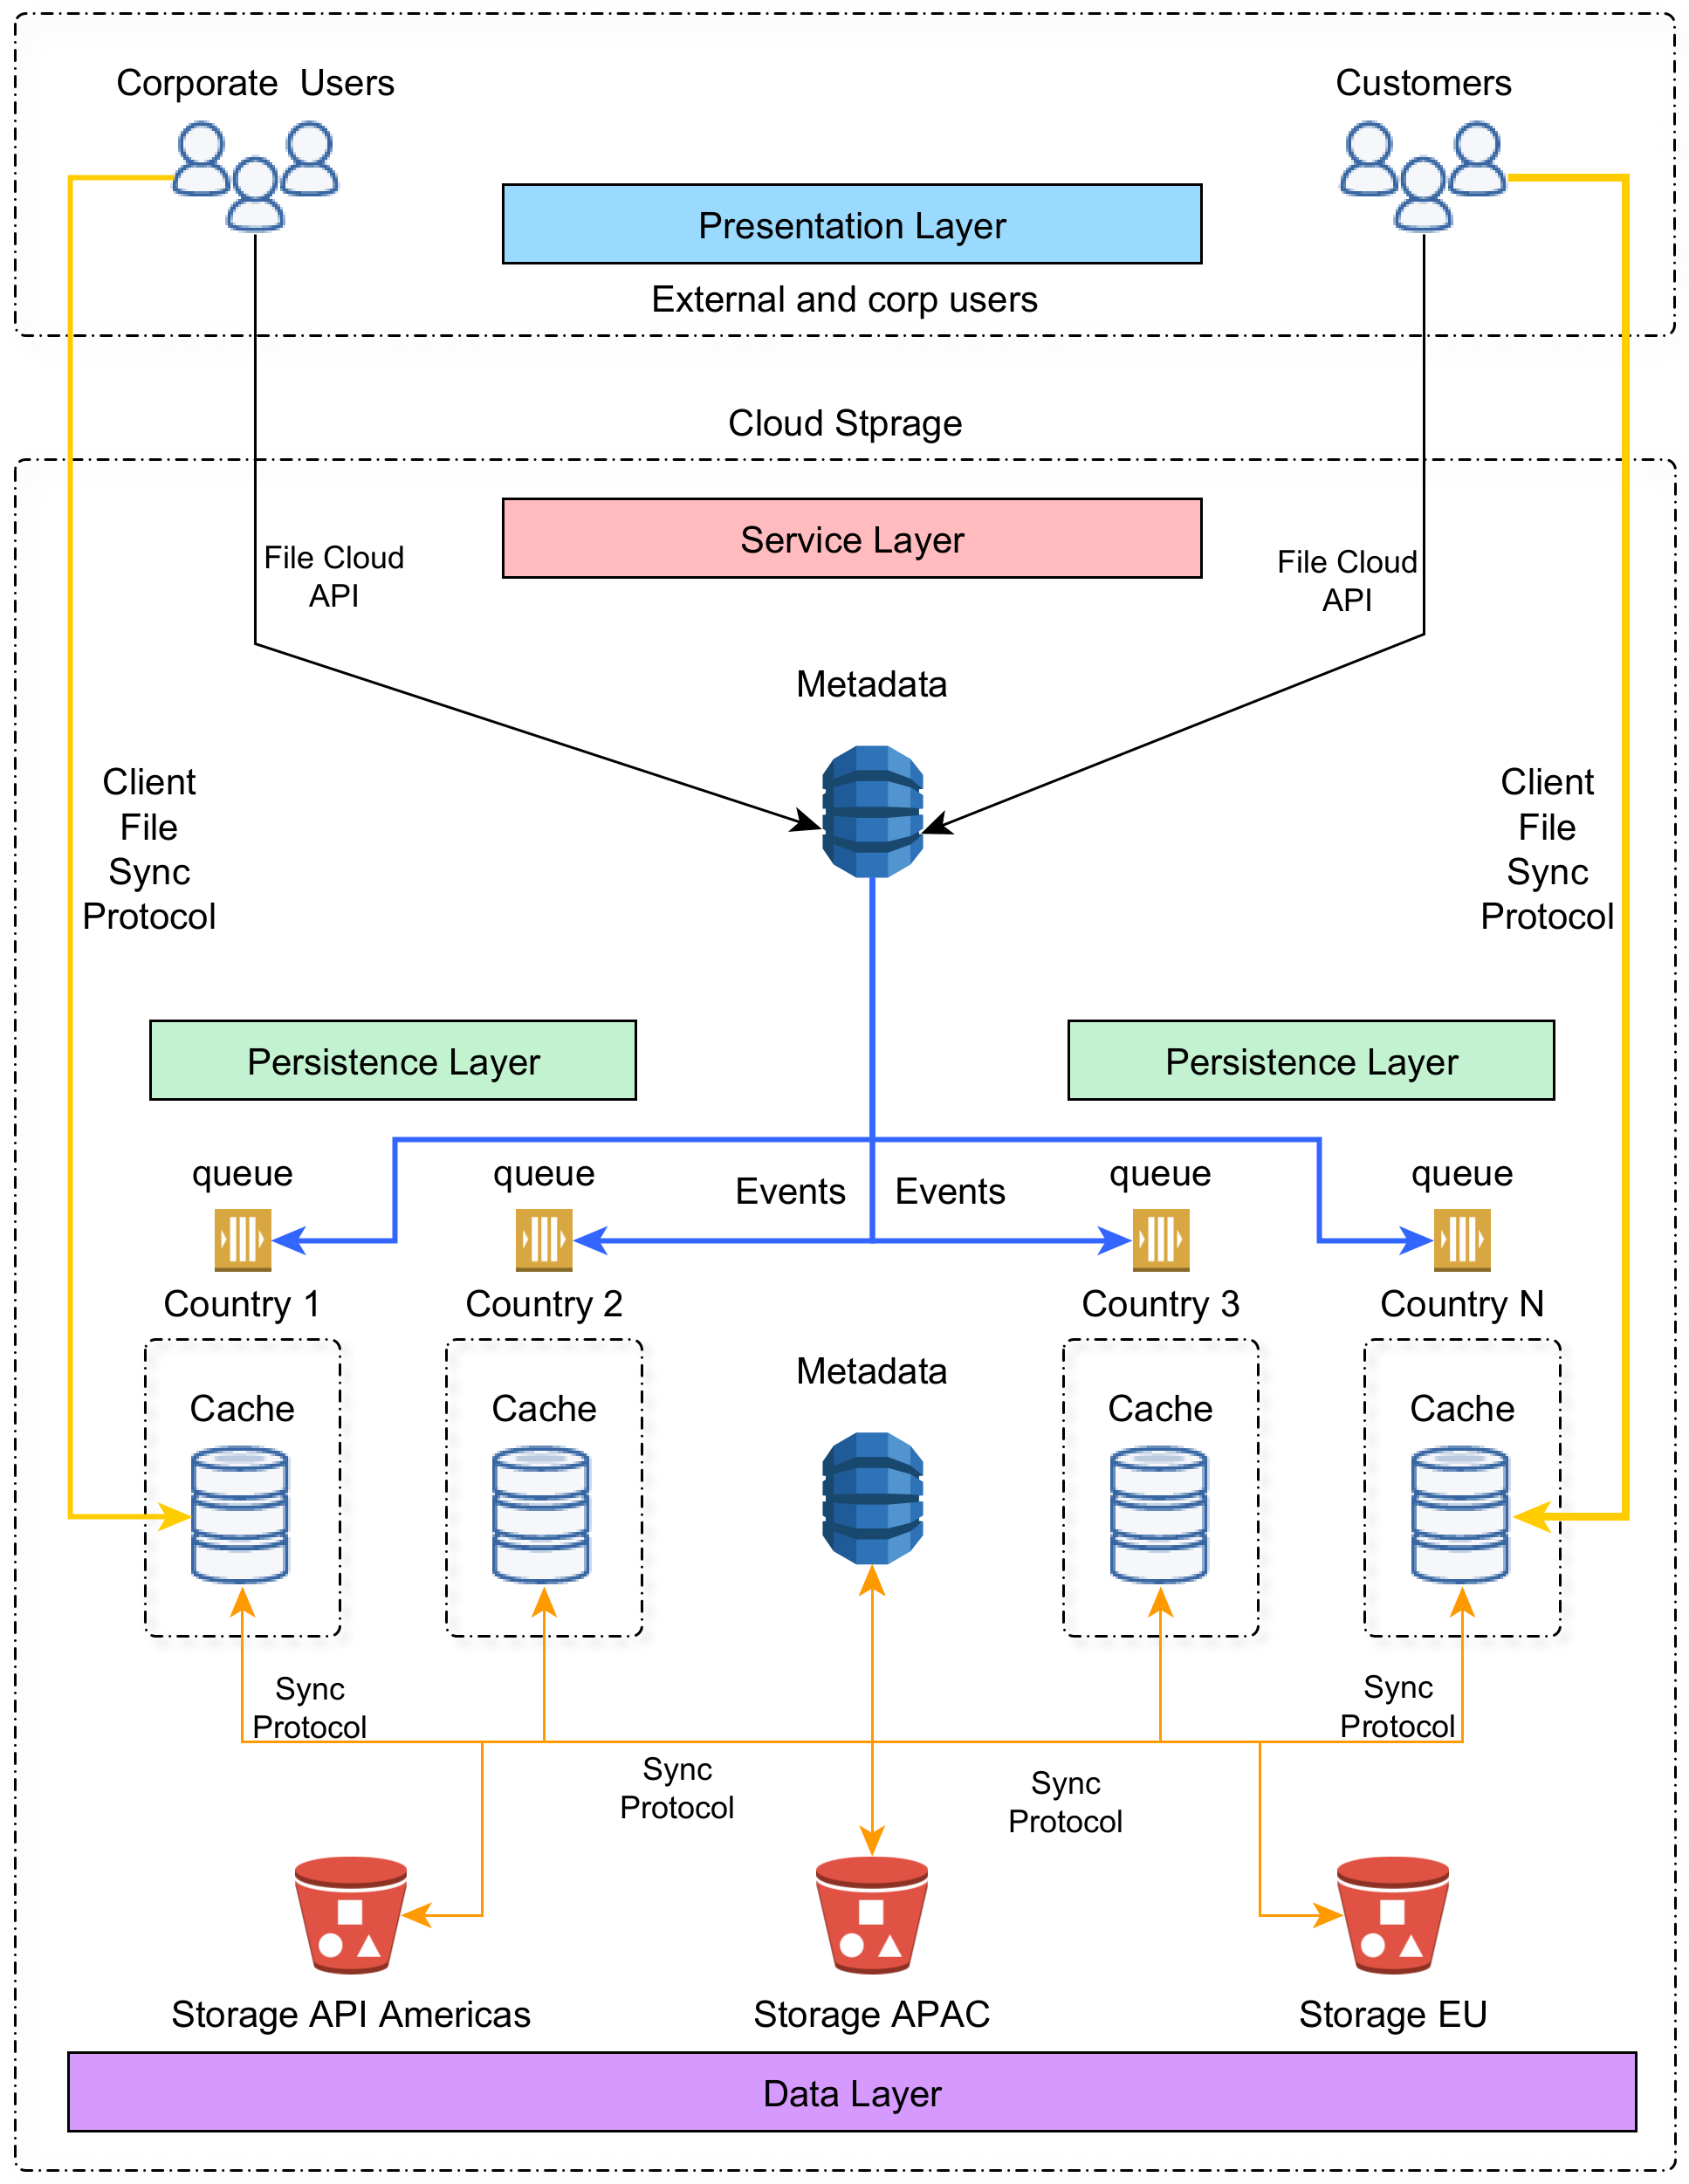 Corporate  Users
Customers
Presentation Layer
External and corp users
Cloud Stprage
Service Layer
File Cloud
API
File Cloud
API
Metadata
Client
File
Sync
Protocol
Client
File
Sync
Protocol
Persistence Layer
Persistence Layer
queue
queue
Events
Events
queue
queue
Country 1
Country 2
Country 3
Country N
Metadata
Cache
Cache
Cache
Cache
Sync
Protocol
Sync
Protocol
Sync
Protocol
Sync
Protocol
Storage API Americas
Storage APAC
Storage EU
Data Layer